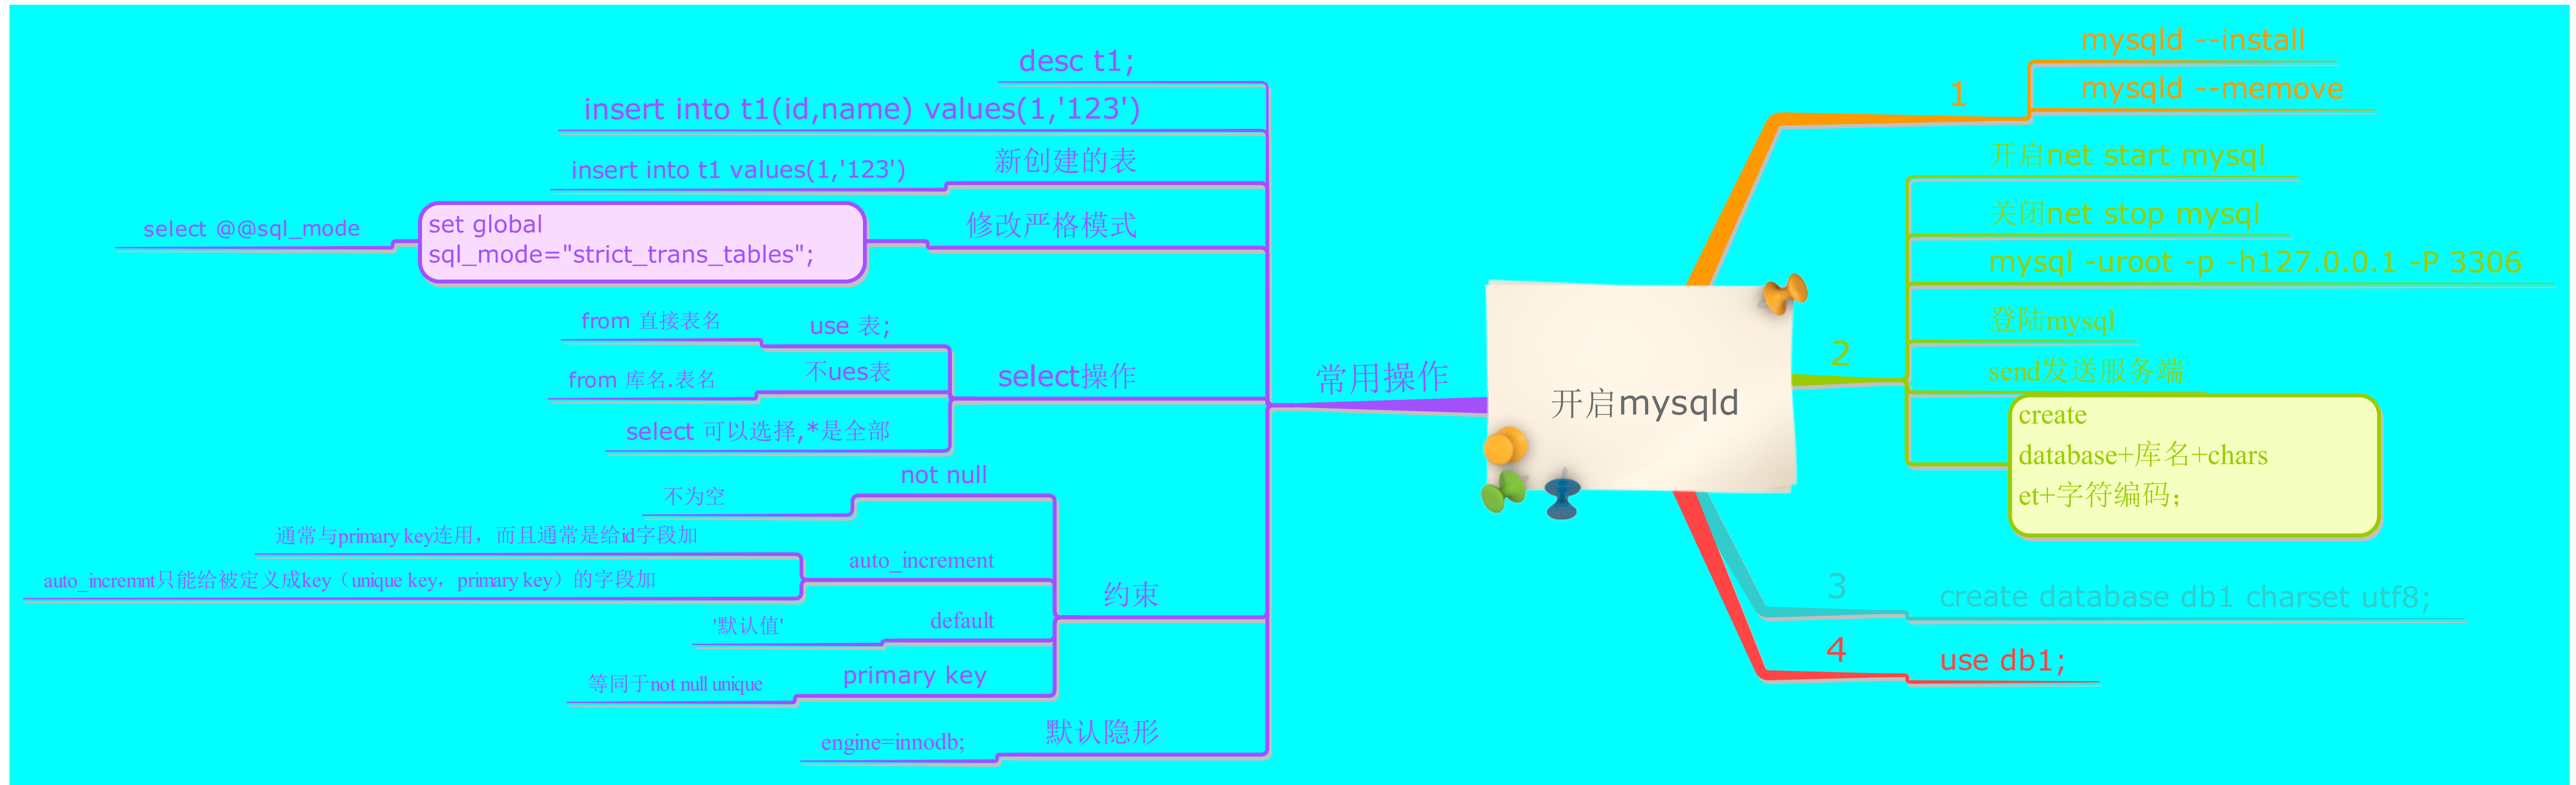 desc t1;
insert into t1(id,name) values(1,'123')
新创建的表
insert into t1 values(1,'123')
修改严格模式
set global
sql_mode="strict_trans_tables";
select @@sql_mode
常用操作
select操作
use 表;
from 直接表名
不ues表
from 库名.表名
select 可以选择,*是全部
约束
not null
不为空
auto_increment
通常与primary key连用，而且通常是给id字段加
auto_incremnt只能给被定义成key（unique key，primary key）的字段加
default
'默认值'
primary key
等同于not null unique
默认隐形
engine=innodb;
开启mysqld
1
mysqld --install
mysqld --memove
2
开启net start mysql
关闭net stop mysql
mysql -uroot -p -h127.0.0.1 -P 3306
登陆mysql
send发送服务端
create
database+库名+chars
et+字符编码；
3
create database db1 charset utf8;
4
use db1;